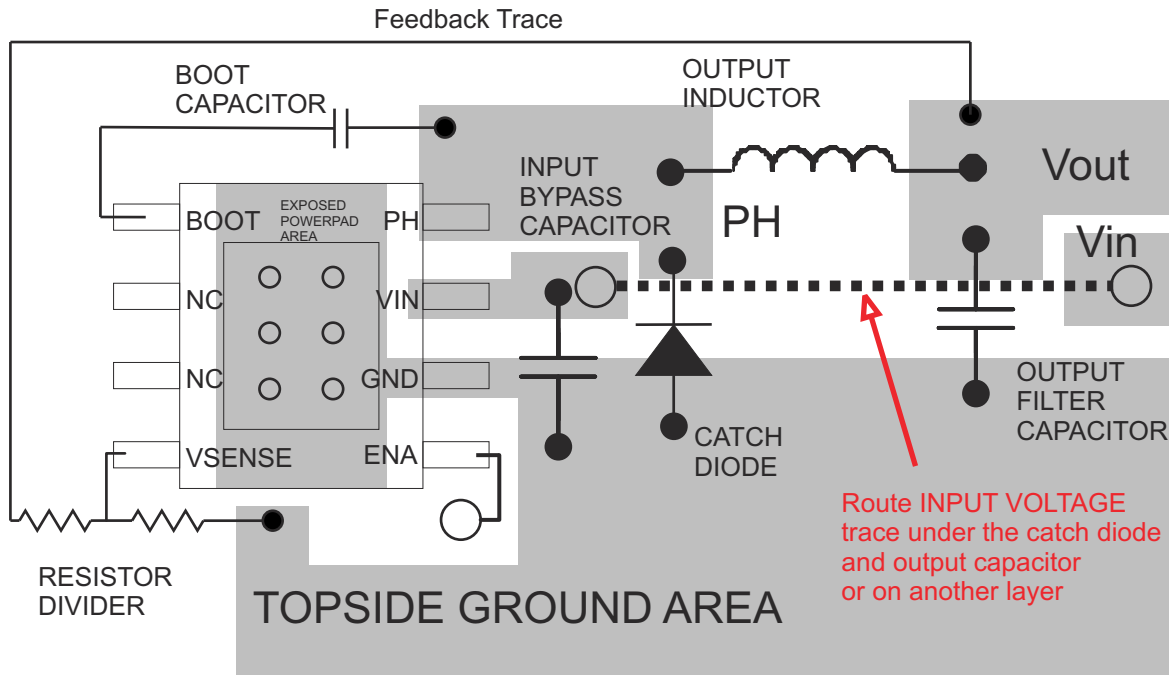 Feedback Trace
BOOT
CAPACITOR
OUTPUT
INDUCTOR
INPUT
BYPASS
CAPACITOR
Vout
PH
Vin
EXPOSED
POWERPAD
AREA
BOOT
PH
NC
VIN
NC
GND
VSENSE
ENA
CATCH
DIODE
OUTPUT
FILTER
CAPACITOR
Route INPUT VOLTAGE
trace under the catch diode
and output capacitor
or on another layer
RESISTOR
DIVIDER
TOPSIDE GROUND AREA